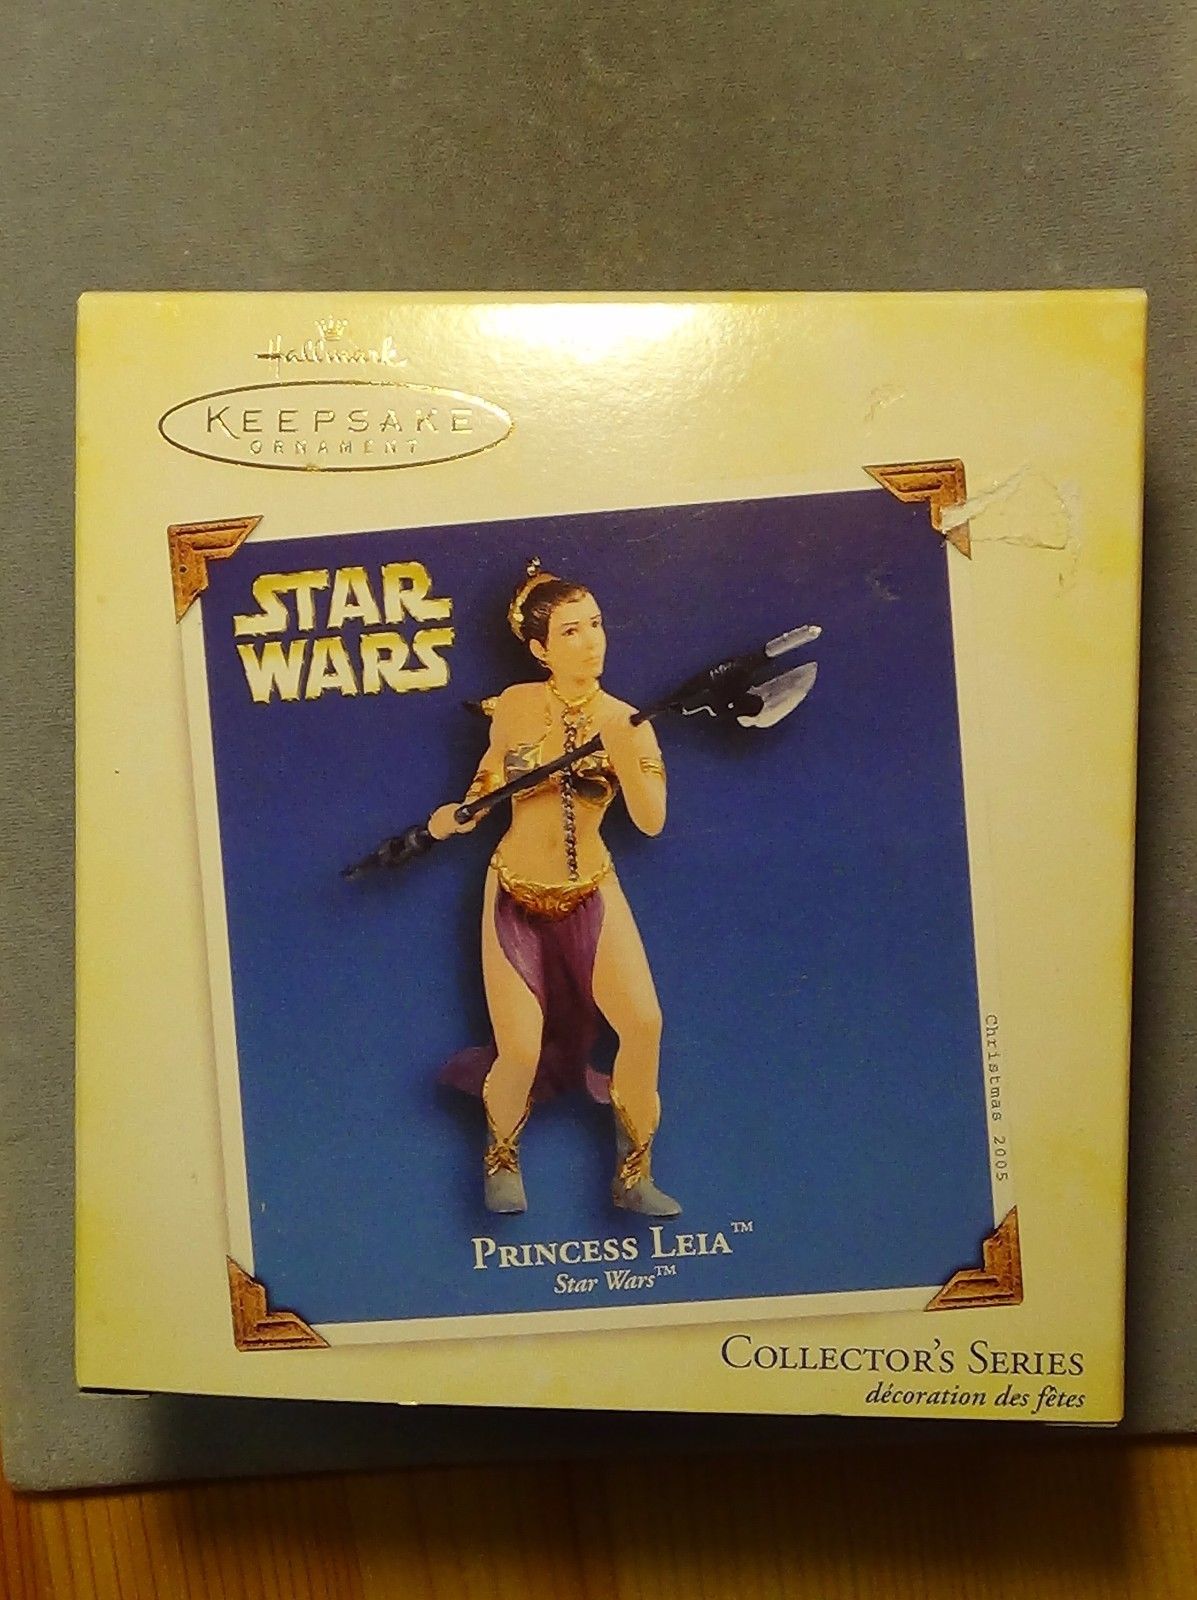 Hallmark
KEEPSAKE
ORNAMENT
STAR
WARS
Christmas 2005
PRINCESS LEIA™
Star Wars™
COLLECTOR'S SERIES
décoration des fêtes